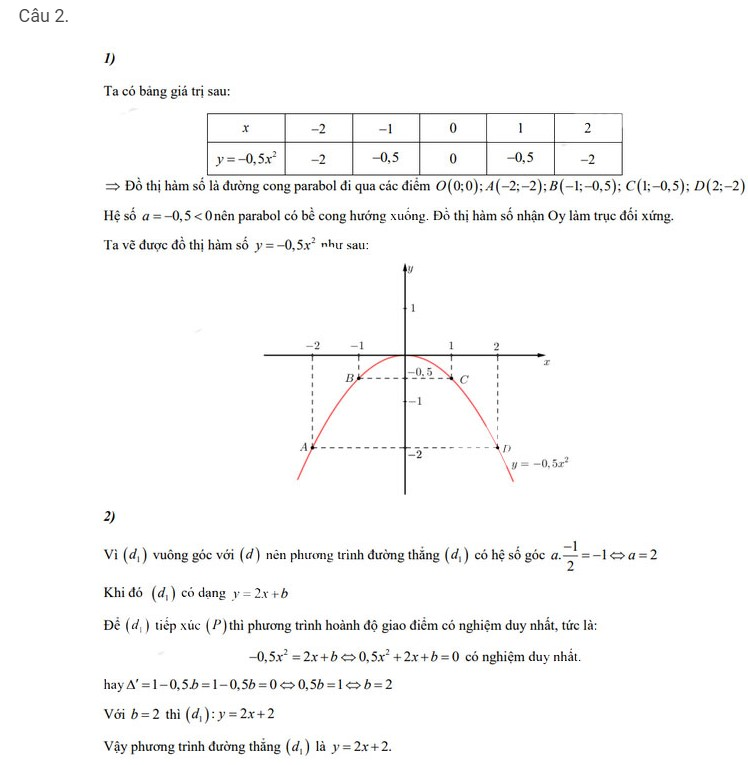 Câu 2.
1)
Ta có bảng giá trị sau:
x −2 −1 0 1 2
y = −0,5x² −2 −0,5 0 −0,5 −2
⇒ Đồ thị hàm số là đường cong parabol đi qua các điểm O(0;0); A(−2;−2); B(−1;−0,5); C(1;−0,5); D(2;−2)
Hệ số a = −0,5 < 0 nên parabol có bề cong hướng xuống. Đồ thị hàm số nhận Oy làm trục đối xứng.
Ta vẽ được đồ thị hàm số y = −0,5x² như sau:
y
1
−2 −1 1 2
x
B −0,5 C
−1
A D
−2
y = −0,5x²
2)
Vì (d₁) vuông góc với (d) nên phương trình đường thẳng (d₁) có hệ số góc a.\frac{-1}{2} = −1 ⇔ a = 2
Khi đó (d₁) có dạng y = 2x + b
Để (d₁) tiếp xúc (P) thì phương trình hoành độ giao điểm có nghiệm duy nhất, tức là:
−0,5x² = 2x + b ⇔ 0,5x² + 2x + b = 0 có nghiệm duy nhất.
hay Δ' = 1 − 0,5.b = 1 − 0,5b = 0 ⇔ 0,5b = 1 ⇔ b = 2
Với b = 2 thì (d₁): y = 2x + 2
Vậy phương trình đường thẳng (d₁) là y = 2x + 2.